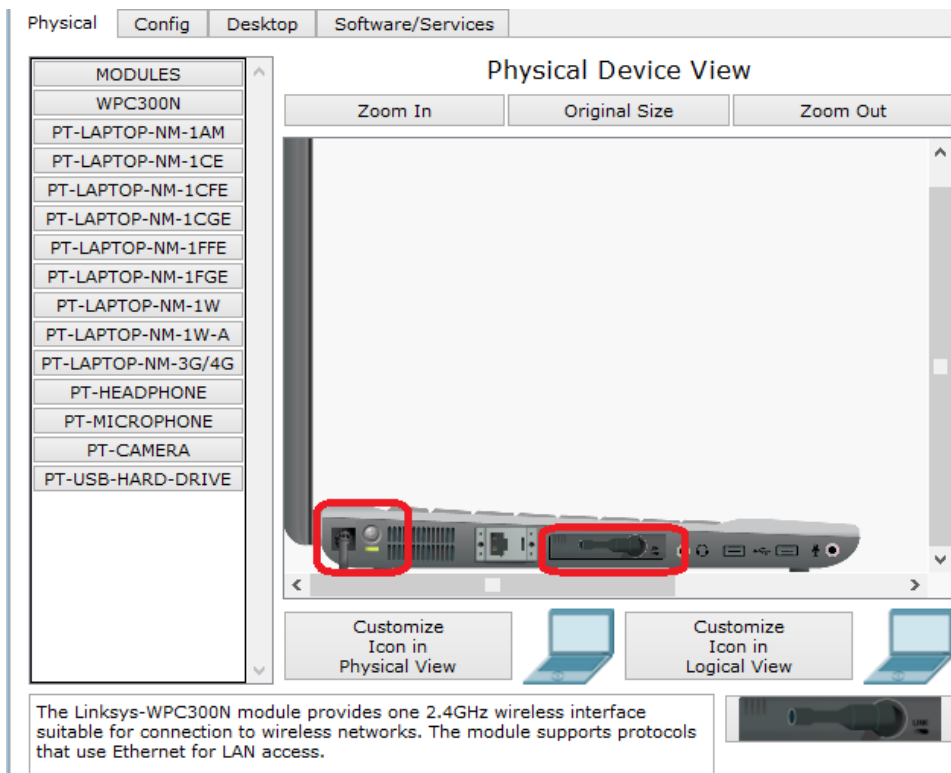 Physical Config Desktop Software/Services
MODULES
WPC300N
PT-LAPTOP-NM-1AM
PT-LAPTOP-NM-1CE
PT-LAPTOP-NM-1CFE
PT-LAPTOP-NM-1CGE
PT-LAPTOP-NM-1FFE
PT-LAPTOP-NM-1FGE
PT-LAPTOP-NM-1W
PT-LAPTOP-NM-1W-A
PT-LAPTOP-NM-3G/4G
PT-HEADPHONE
PT-MICROPHONE
PT-CAMERA
PT-USB-HARD-DRIVE
Physical Device View
Zoom In Original Size Zoom Out
Customize
Icon in
Physical View
Customize
Icon in
Logical View
The Linksys-WPC300N module provides one 2.4GHz wireless interface
suitable for connection to wireless networks. The module supports protocols
that use Ethernet for LAN access.
LINK